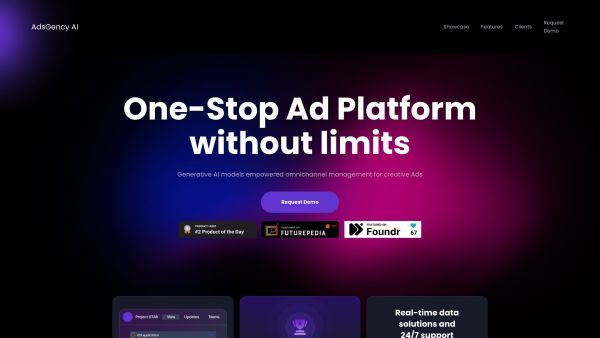 AdsGency AI
Showcase
Features
Clients
Request
Demo
One-Stop Ad Platform
without limits
Generative AI models empowered omnichannel management for creative Ads
Request Demo
PRODUCT HUNT
#2 Product of the Day
FEATURED ON
FUTUREPEDIA
FEATURED ON
Foundr
67
Project STAR
View
Updates
Teams
iOS application
Real-time data
solutions and
24/7 support